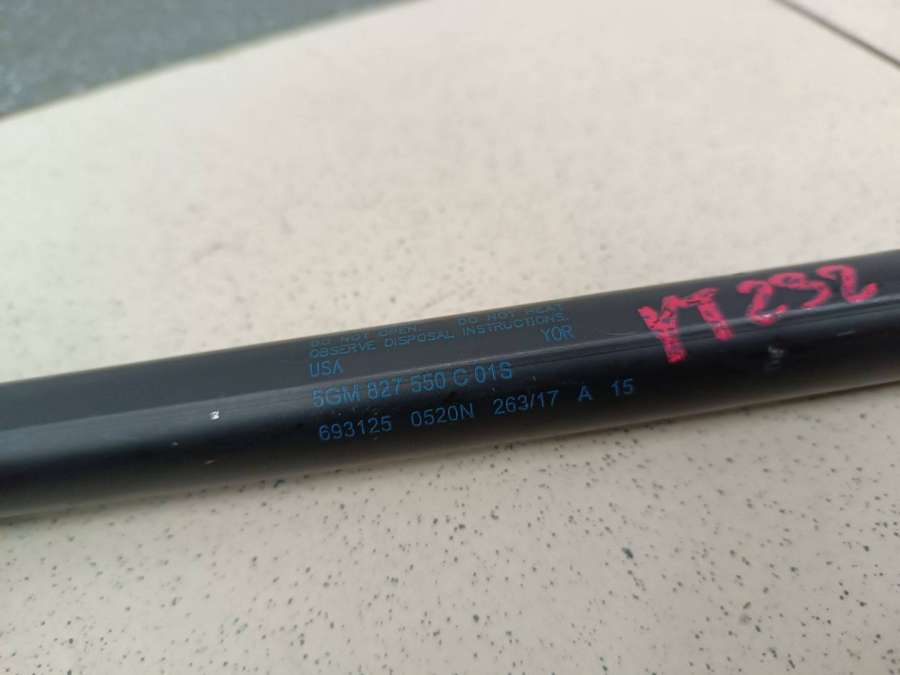 DO NOT OPEN. DO NOT HEAT
OBSERVE DISPOSAL INSTRUCTIONS.
USA YOR
5GM 827 550 C 01S
693125 0520N 263/17 A 15
YT292